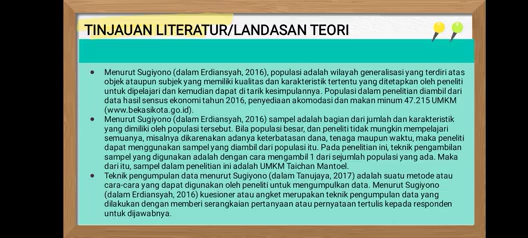 TINJAUAN LITERATUR/LANDASAN TEORI
● Menurut Sugiyono (dalam Erdiansyah, 2016), populasi adalah wilayah generalisasi yang terdiri atas
objek ataupun subjek yang memiliki kualitas dan karakteristik tertentu yang ditetapkan oleh peneliti
untuk dipelajari dan kemudian dapat di tarik kesimpulannya. Populasi dalam penelitian diambil dari
data hasil sensus ekonomi tahun 2016, penyediaan akomodasi dan makan minum 47.215 UMKM
(www.bekasikota.go.id).
● Menurut Sugiyono (dalam Erdiansyah, 2016) sampel adalah bagian dari jumlah dan karakteristik
yang dimiliki oleh populasi tersebut. Bila populasi besar, dan peneliti tidak mungkin mempelajari
semuanya, misalnya dikarenakan adanya keterbatasan dana, tenaga maupun waktu, maka peneliti
dapat menggunakan sampel yang diambil dari populasi itu. Pada penelitian ini, teknik pengambilan
sampel yang digunakan adalah dengan cara mengambil 1 dari sejumlah populasi yang ada. Maka
dari itu, sampel dalam penelitian ini adalah UMKM Taichan Mantoel.
● Teknik pengumpulan data menurut Sugiyono (dalam Tanujaya, 2017) adalah suatu metode atau
cara-cara yang dapat digunakan oleh peneliti untuk mengumpulkan data. Menurut Sugiyono
(dalam Erdiansyah, 2016) kuesioner atau angket merupakan teknik pengumpulan data yang
dilakukan dengan memberi serangkaian pertanyaan atau pernyataan tertulis kepada responden
untuk dijawabnya.